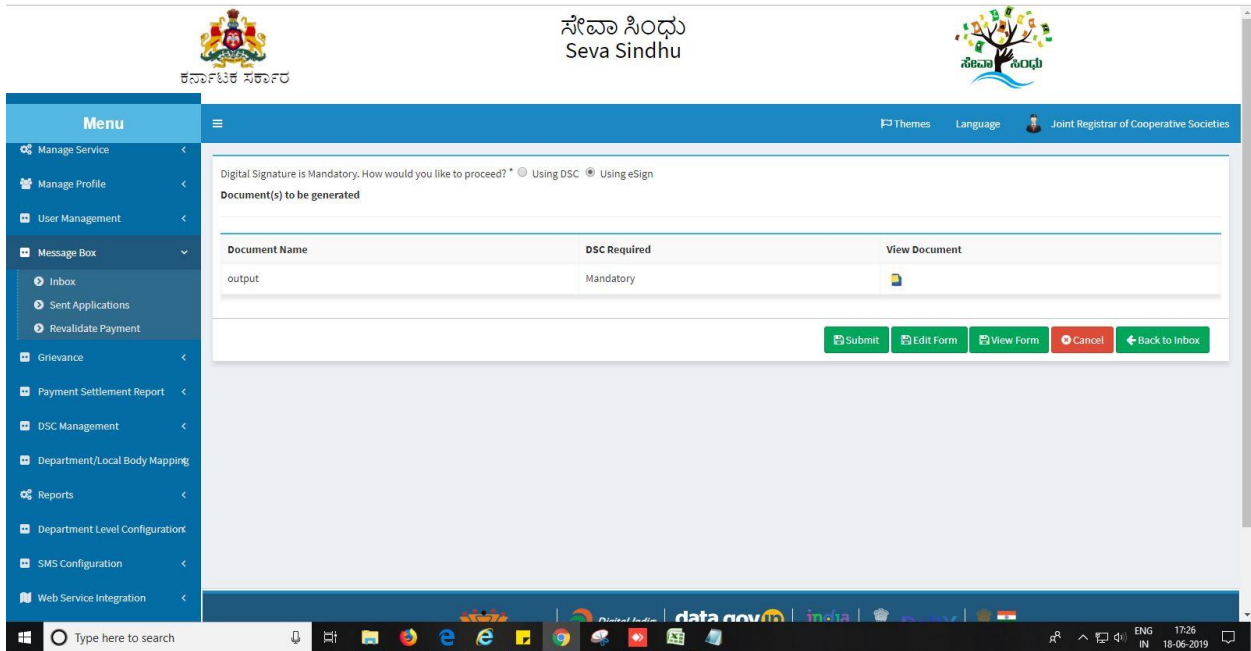 ಸೇವಾ ಸಿಂಧು
Seva Sindhu
ಕರ್ನಾಟಕ ಸರ್ಕಾರ
ಸೇವಾ ಸಿಂಧು
Menu
Themes Language Joint Registrar of Cooperative Societies
Manage Service
Manage Profile
User Management
Message Box
Inbox
Sent Applications
Revalidate Payment
Grievance
Payment Settlement Report
DSC Management
Department/Local Body Mapping
Reports
Department Level Configuration
SMS Configuration
Web Service Integration
Digital Signature is Mandatory. How would you like to proceed? * Using DSC Using eSign
Document(s) to be generated
Document Name DSC Required View Document
output Mandatory
Submit Edit Form View Form Cancel Back to Inbox
Digital India data.gov in india
Type here to search
ENG 17:26
IN 18-06-2019